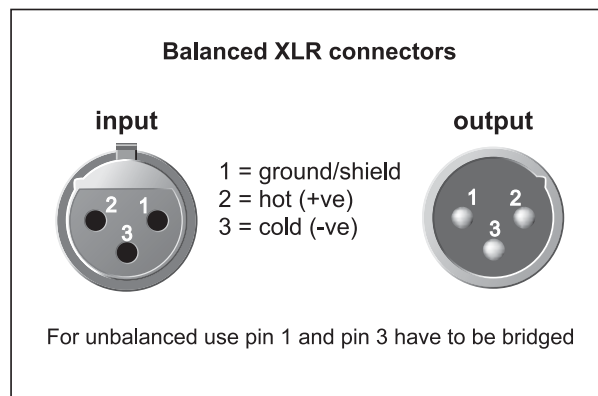 Balanced XLR connectors
input
output
1 = ground/shield
2 = hot (+ve)
3 = cold (-ve)
2 1
3
1 2
3
For unbalanced use pin 1 and pin 3 have to be bridged